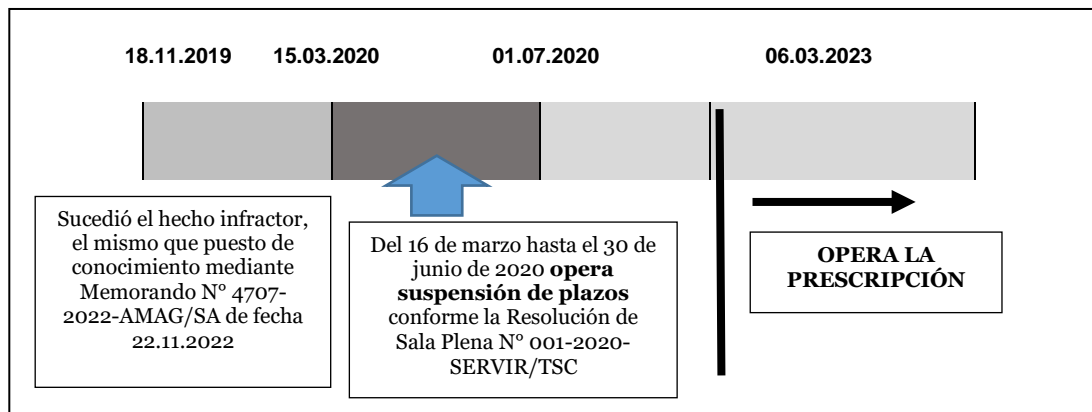 18.11.2019 15.03.2020 01.07.2020 06.03.2023
Sucedió el hecho infractor,
el mismo que puesto de
conocimiento mediante
Memorando N° 4707-
2022-AMAG/SA de fecha
22.11.2022
Del 16 de marzo hasta el 30 de
junio de 2020 opera
suspensión de plazos
conforme la Resolución de
Sala Plena N° 001-2020-
SERVIR/TSC
OPERA LA
PRESCRIPCIÓN